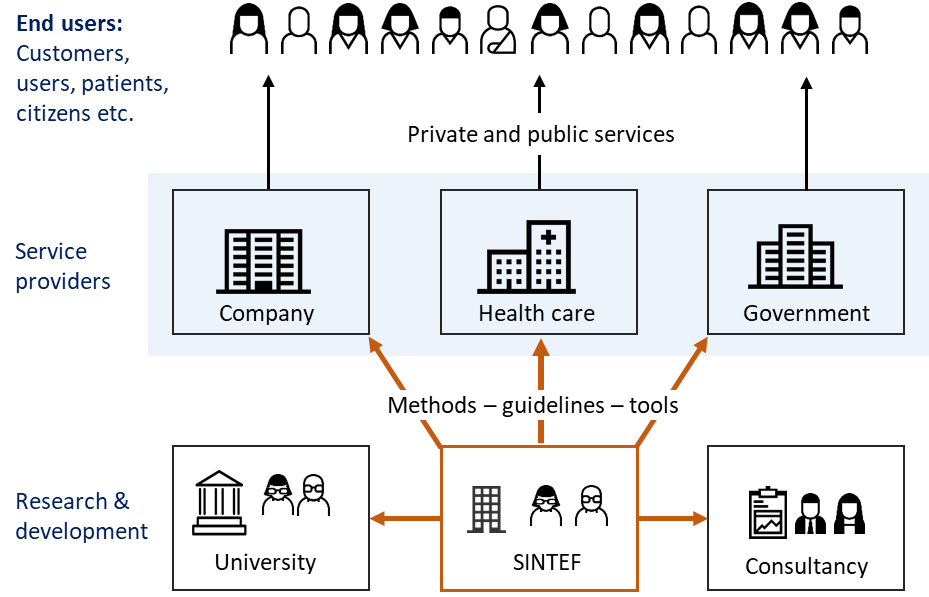 End users:
Customers,
users, patients,
citizens etc.
Private and public services
Service
providers
Company
Health care
Government
Methods – guidelines – tools
Research &
development
University
SINTEF
Consultancy